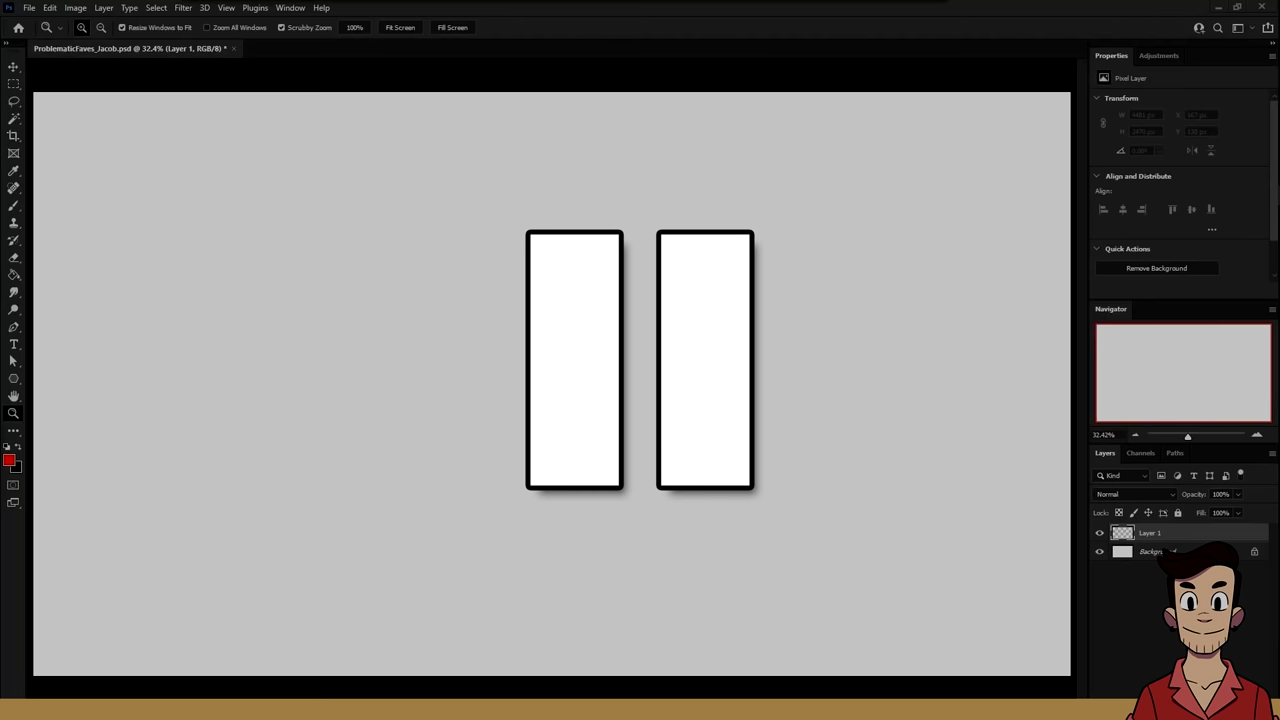 Ps File Edit Image Layer Type Select Filter 3D View Plugins Window Help
Resize Windows to Fit Zoom All Windows Scrubby Zoom 100% Fit Screen Fill Screen
ProblematicFaves_Jacob.psd @ 32.4% (Layer 1, RGB/8) * ×
Properties Adjustments
Pixel Layer
Transform
W X
H Y
Align and Distribute
Align:
Quick Actions
Remove Background
Navigator
32.42%
Layers Channels Paths
Kind
Normal Opacity: 100%
Lock: Fill: 100%
Layer 1